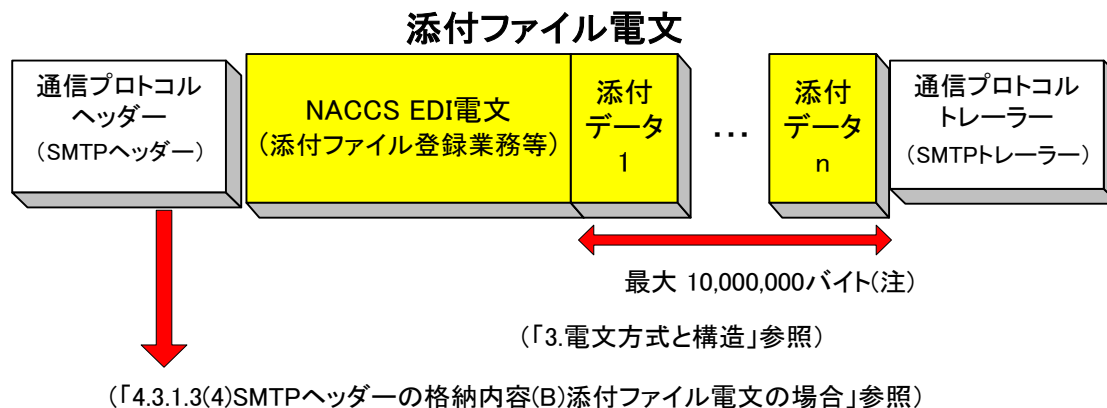 添付ファイル電文
通信プロトコル
ヘッダー
(SMTPヘッダー)
NACCS EDI電文
(添付ファイル登録業務等)
添付
データ
1
…
添付
データ
n
通信プロトコル
トレーラー
(SMTPトレーラー)
最大 10,000,000バイト(注)
(「3.電文方式と構造」参照)
(「4.3.1.3(4)SMTPヘッダーの格納内容(B)添付ファイル電文の場合」参照)